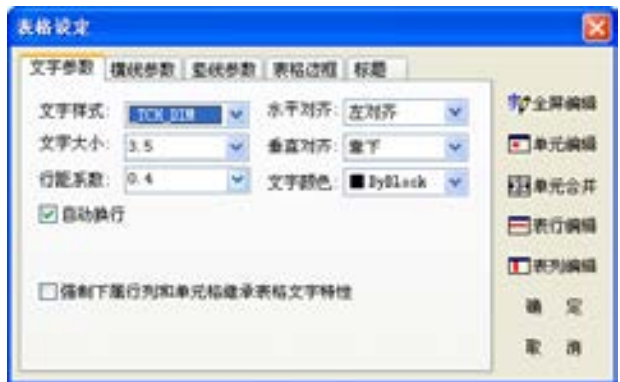 表格设定
文字参数 横线参数 竖线参数 表格边框 标题
文字样式: _TCH_DIM 水平对齐: 左对齐
文字大小: 3.5 垂直对齐: 靠下
行距系数: 0.4 文字颜色: ByBlock
自动换行
强制下属行列和单元格继承表格文字特性
全屏编辑
单元编辑
单元合并
表行编辑
表列编辑
确 定
取 消